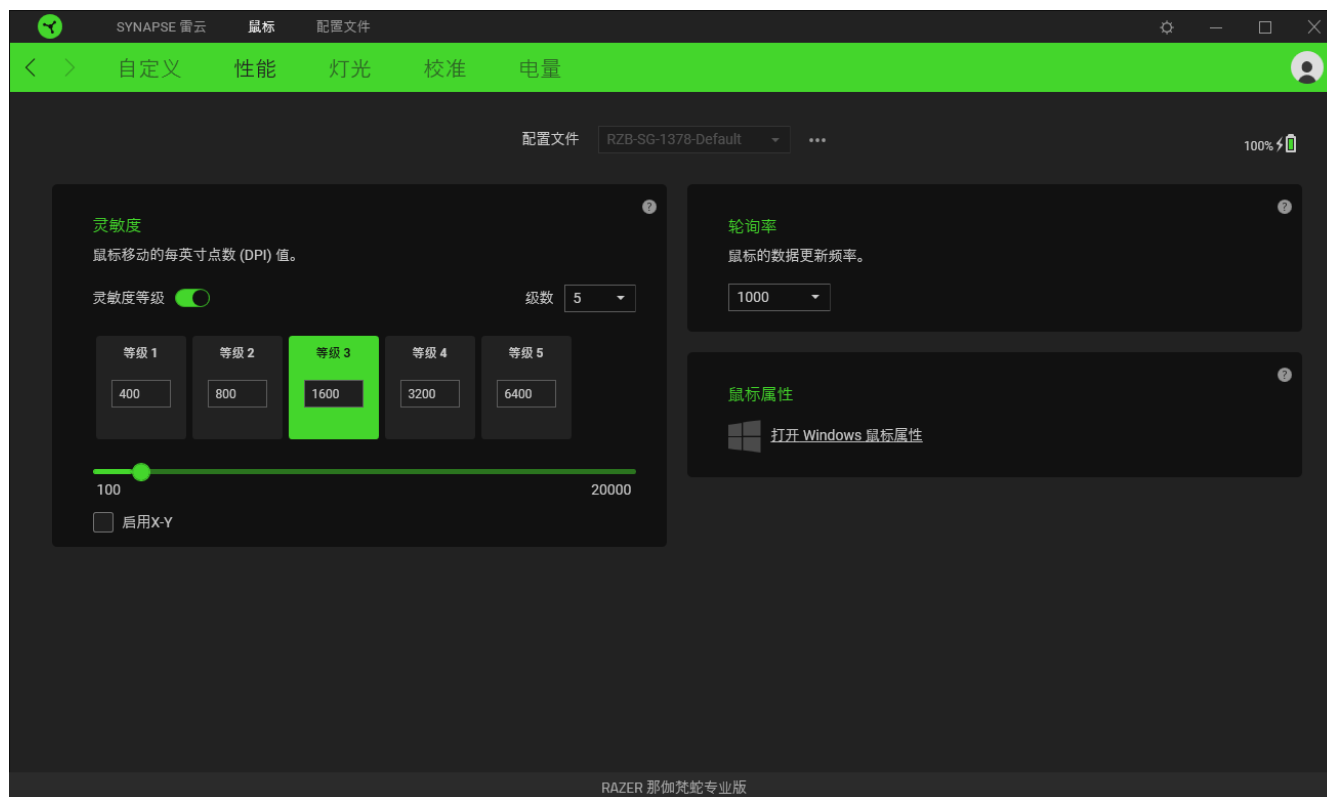 SYNAPSE 雷云 鼠标 配置文件
自定义 性能 灯光 校准 电量
配置文件 RZB-SG-1378-Default
100%
灵敏度
鼠标移动的每英寸点数 (DPI) 值。
灵敏度等级 级数 5
等级 1 等级 2 等级 3 等级 4 等级 5
400 800 1600 3200 6400
100 20000
启用X-Y
轮询率
鼠标的数据更新频率。
1000
鼠标属性
打开 Windows 鼠标属性
RAZER 那伽梵蛇专业版